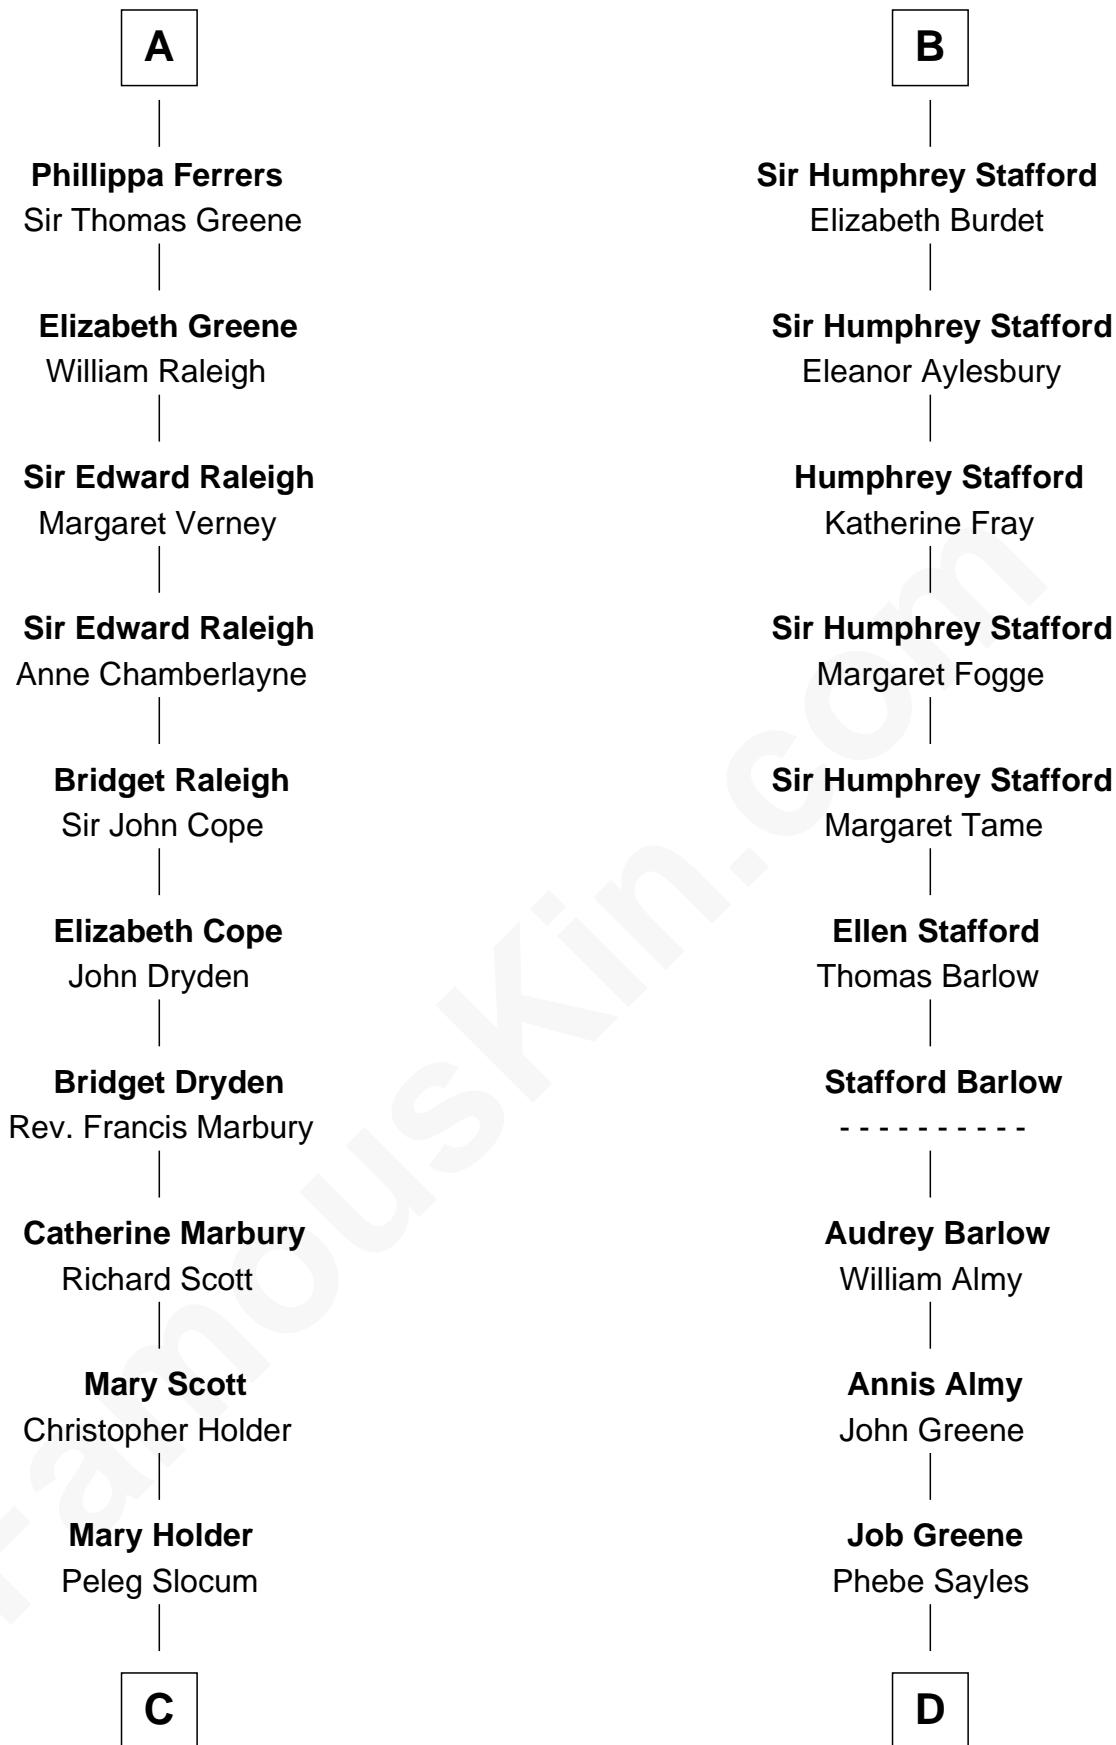 A
Phillippa Ferrers
Sir Thomas Greene
Elizabeth Greene
William Raleigh
Sir Edward Raleigh
Margaret Verney
Sir Edward Raleigh
Anne Chamberlayne
Bridget Raleigh
Sir John Cope
Elizabeth Cope
John Dryden
Bridget Dryden
Rev. Francis Marbury
Catherine Marbury
Richard Scott
Mary Scott
Christopher Holder
Mary Holder
Peleg Slocum
C
B
Sir Humphrey Stafford
Elizabeth Burdet
Sir Humphrey Stafford
Eleanor Aylesbury
Humphrey Stafford
Katherine Fray
Sir Humphrey Stafford
Margaret Fogge
Sir Humphrey Stafford
Margaret Tame
Ellen Stafford
Thomas Barlow
Stafford Barlow
- - - - - - - - - -
Audrey Barlow
William Almy
Annis Almy
John Greene
Job Greene
Phebe Sayles
D
FamousKin.com